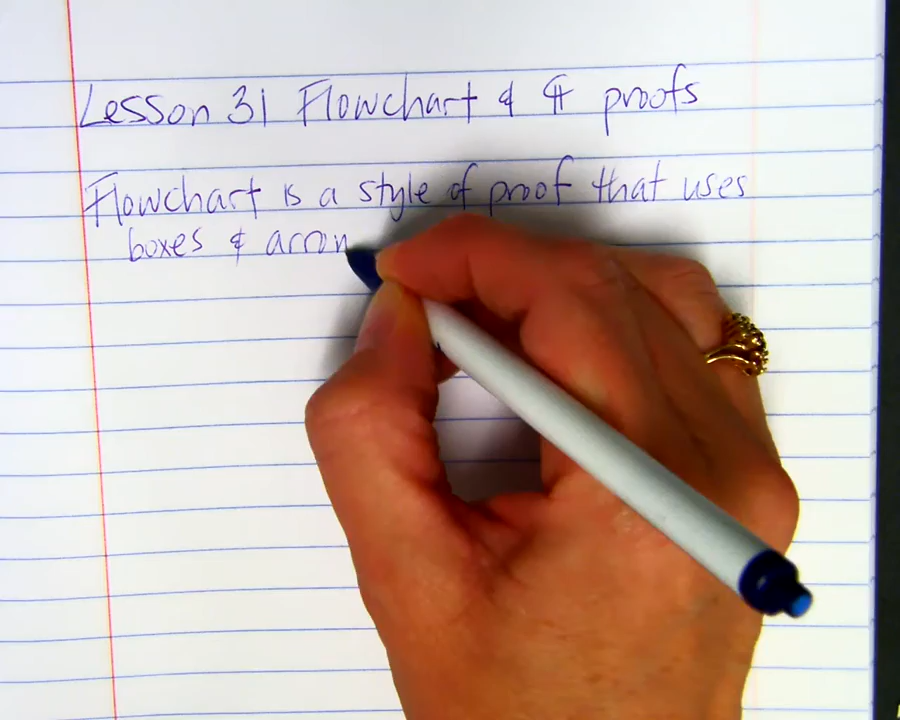 Lesson 31 Flowchart & ¶ proofs
Flowchart is a style of proof that uses
boxes & arrow